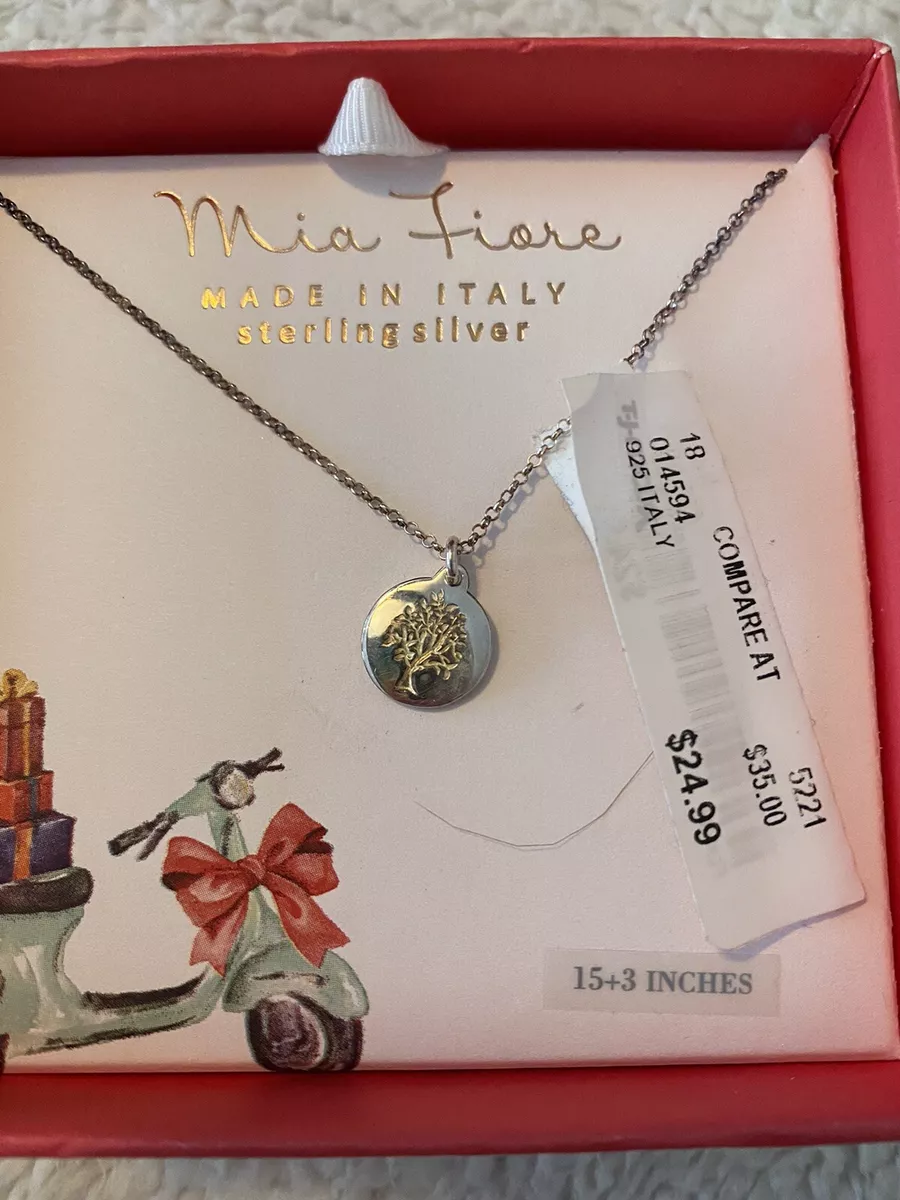 Mia Fiore
MADE IN ITALY
sterling silver
18
014594
925 ITALY
COMPARE AT
5221
$35.00
$24.99
15+3 INCHES